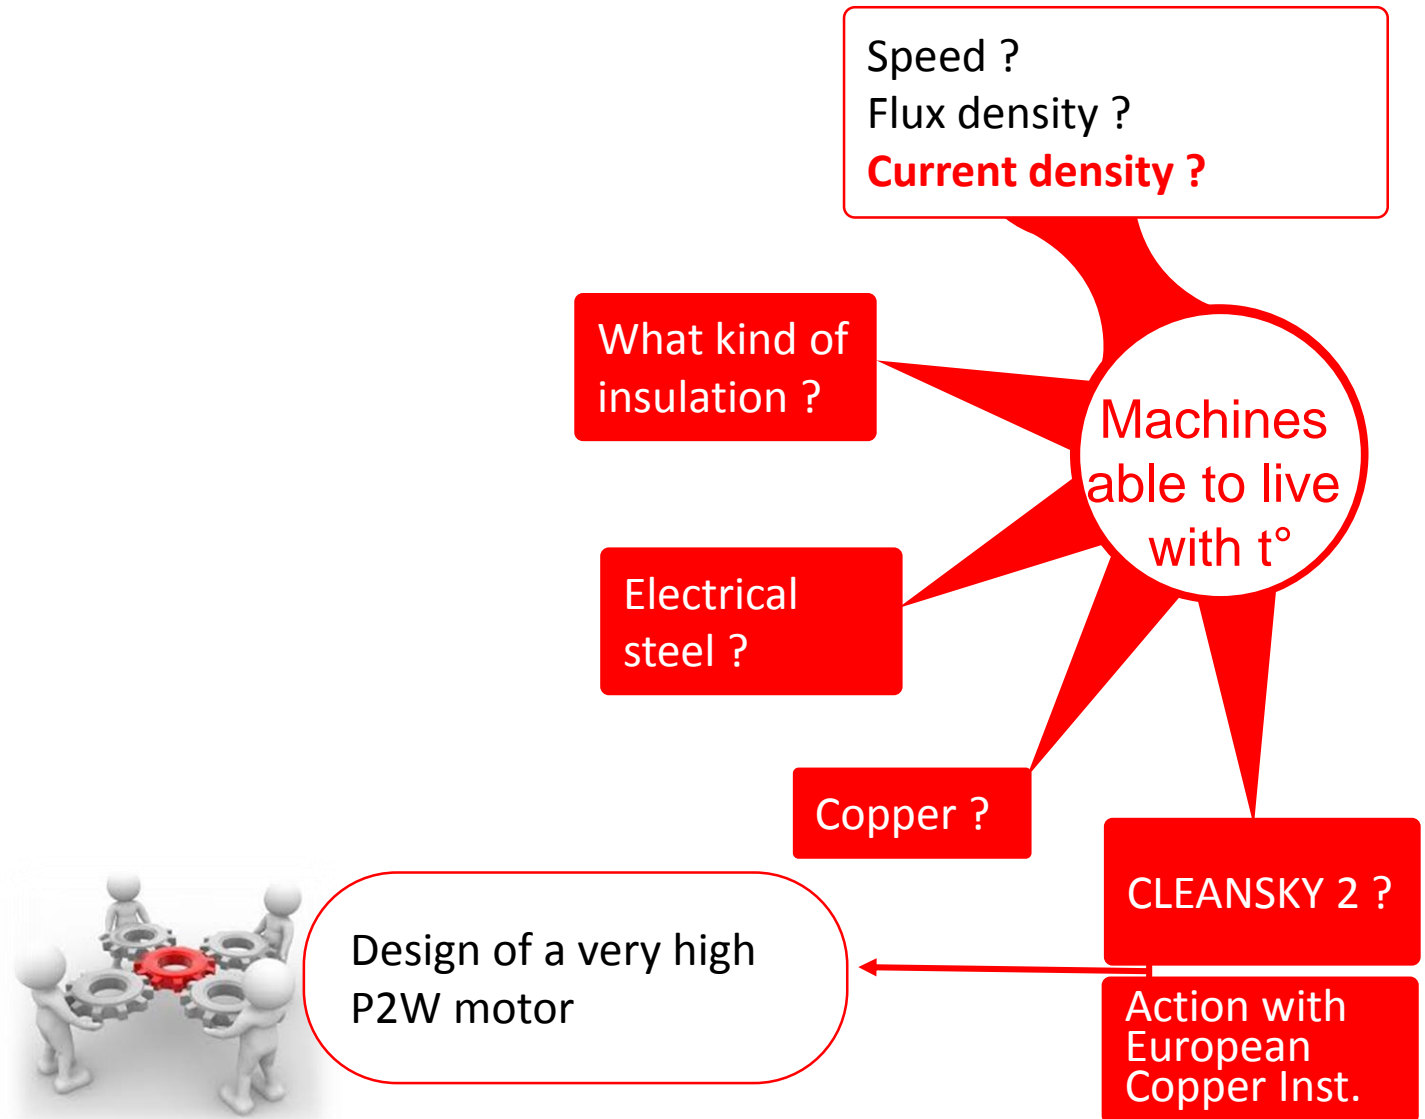 Speed ?
Flux density ?
Current density ?
What kind of
insulation ?
Machines
able to live
with t°
Electrical
steel ?
Copper ?
CLEANSKY 2 ?
Design of a very high
P2W motor
Action with
European
Copper Inst.